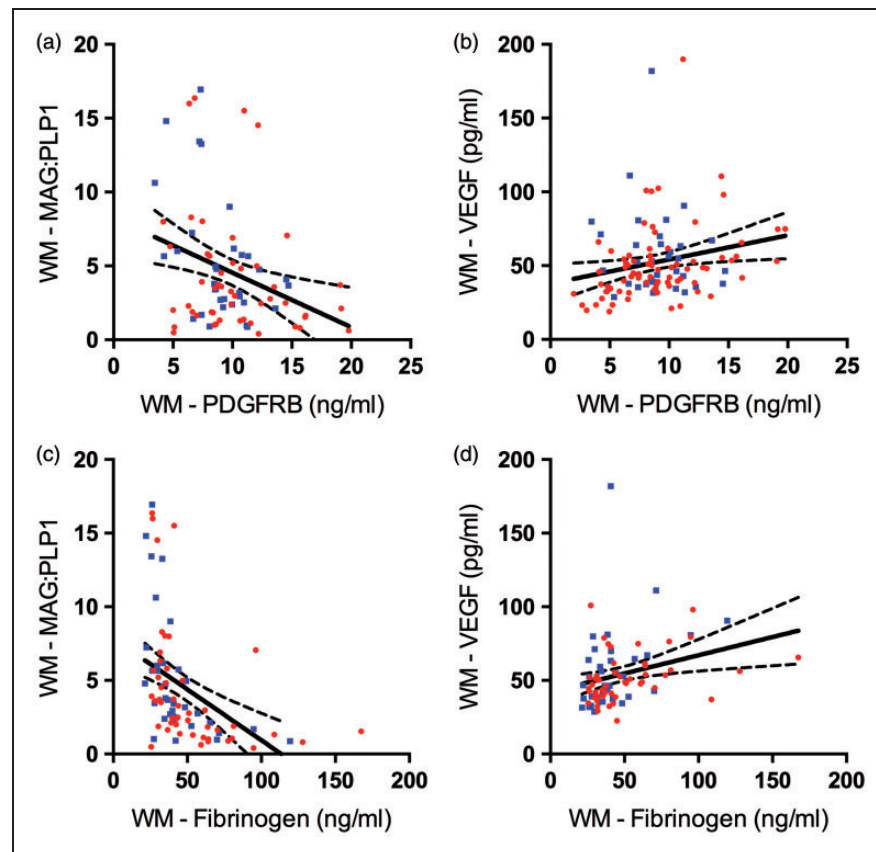 (a)
20
15
10
5
0
WM - MAG:PLP1
0 5 10 15 20 25
WM - PDGFRB (ng/ml)
(b)
200
150
100
50
0
WM - VEGF (pg/ml)
0 5 10 15 20 25
WM - PDGFRB (ng/ml)
(c)
20
15
10
5
0
WM - MAG:PLP1
0 50 100 150 200
WM - Fibrinogen (ng/ml)
(d)
200
150
100
50
0
WM - VEGF (pg/ml)
0 50 100 150 200
WM - Fibrinogen (ng/ml)